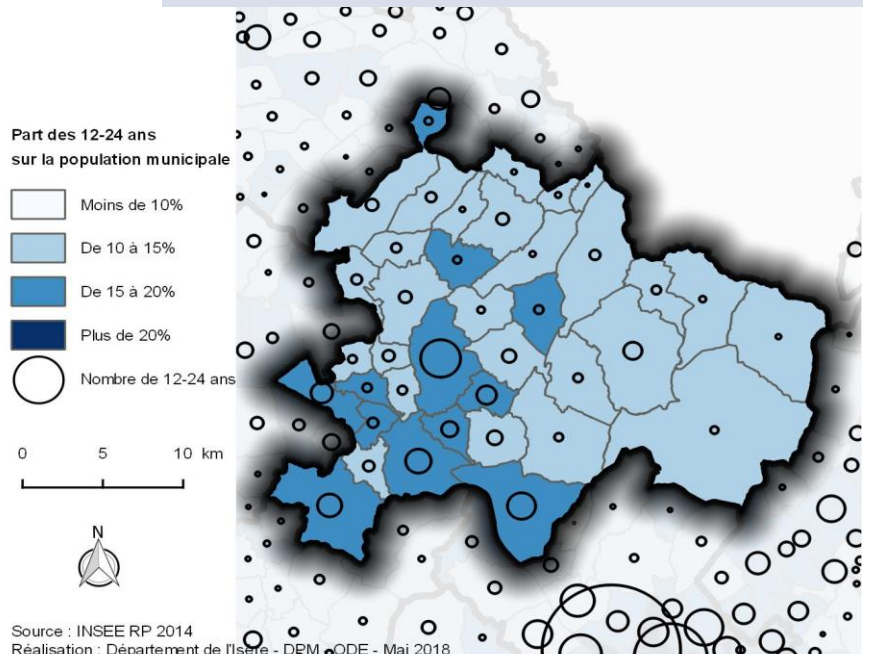 Part des 12-24 ans
sur la population municipale
Moins de 10%
De 10 à 15%
De 15 à 20%
Plus de 20%
Nombre de 12-24 ans
0 5 10 km
N
Source : INSEE RP 2014
Réalisation : Département de l'Isère - DPM - ODE - Mai 2018